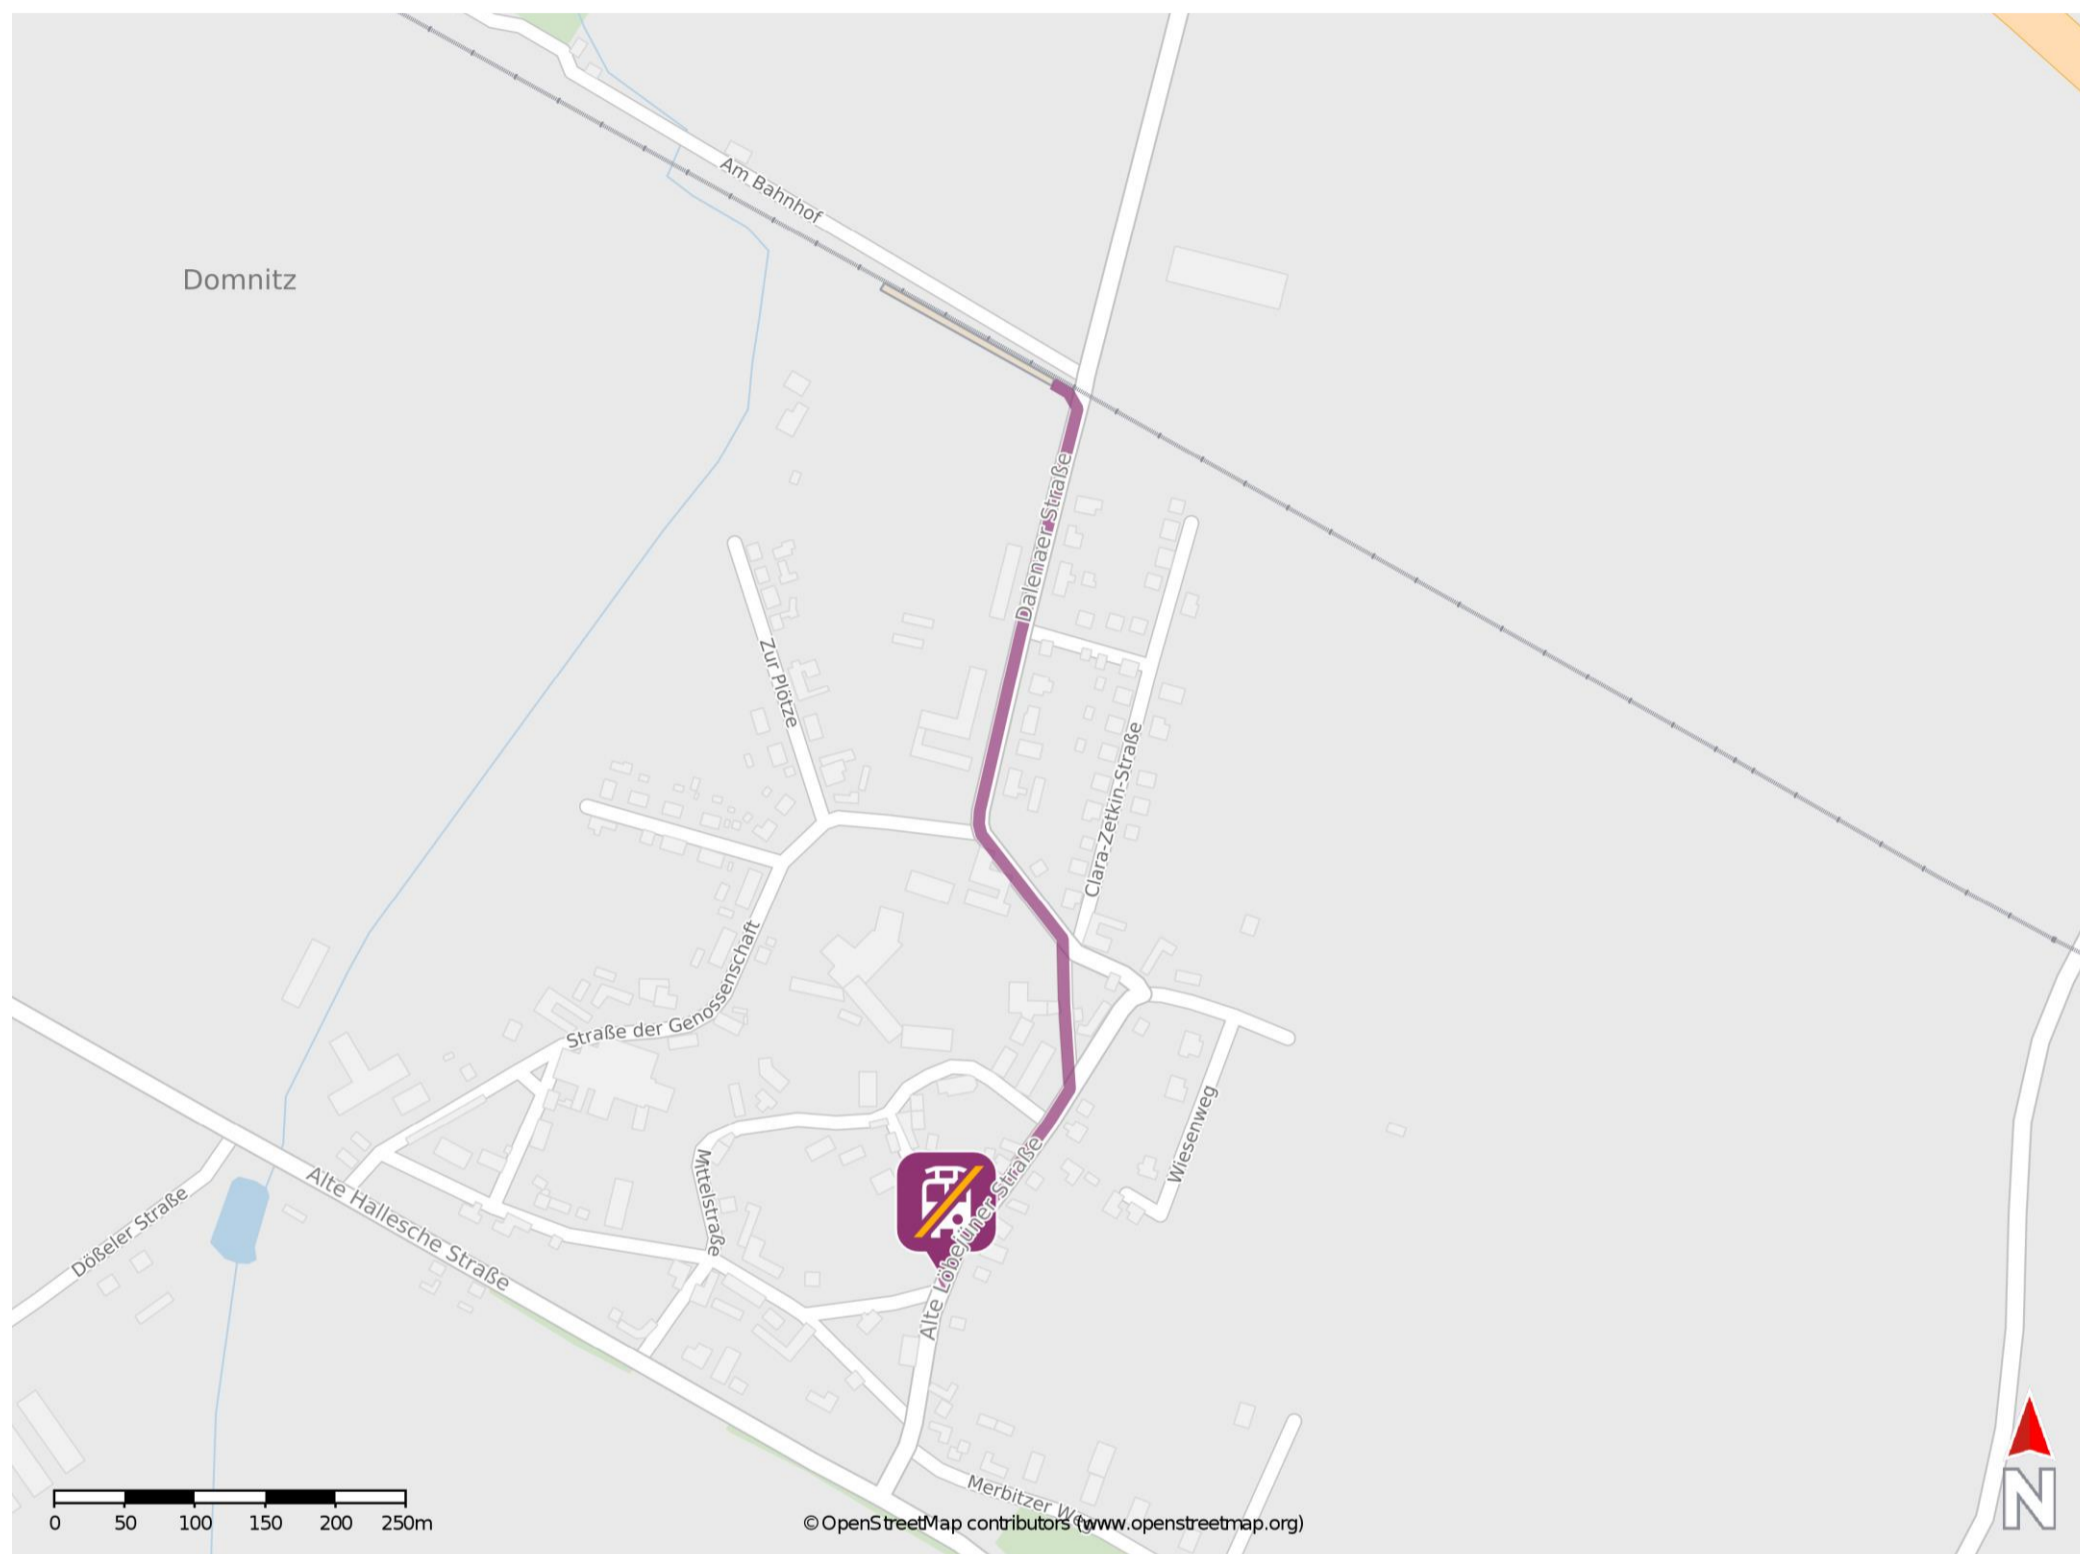 Am Bahnhof
Domnitz
Dalenaer Straße
Zur Plötze
Clara-Zetkin-Straße
Straße der Genossenschaft
Wiesenweg
Mittelstraße
Alte Hallesche Straße
Dößeler Straße
Alte Löbejüner Straße
Merbitzer Weg
N
0 50 100 150 200 250m
© OpenStreetMap contributors (www.openstreetmap.org)